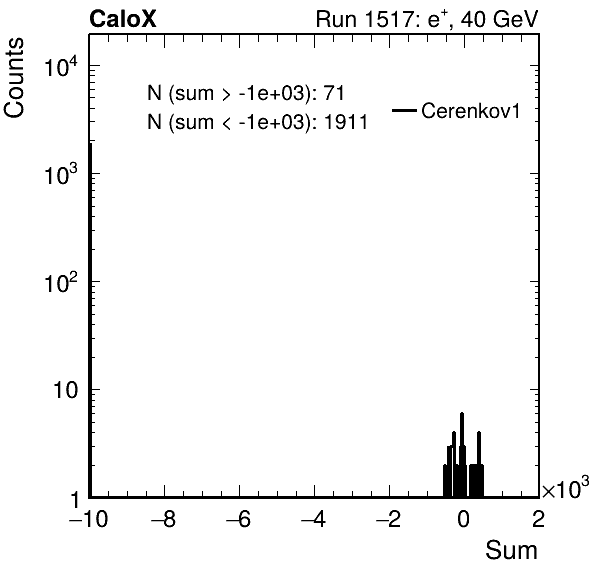 CaloX Run 1517: e⁺, 40 GeV
Counts
N (sum > -1e+03): 71
N (sum < -1e+03): 1911
Cerenkov1
10⁴
10³
10²
10
1
−10 −8 −6 −4 −2 0 2
×10³
Sum